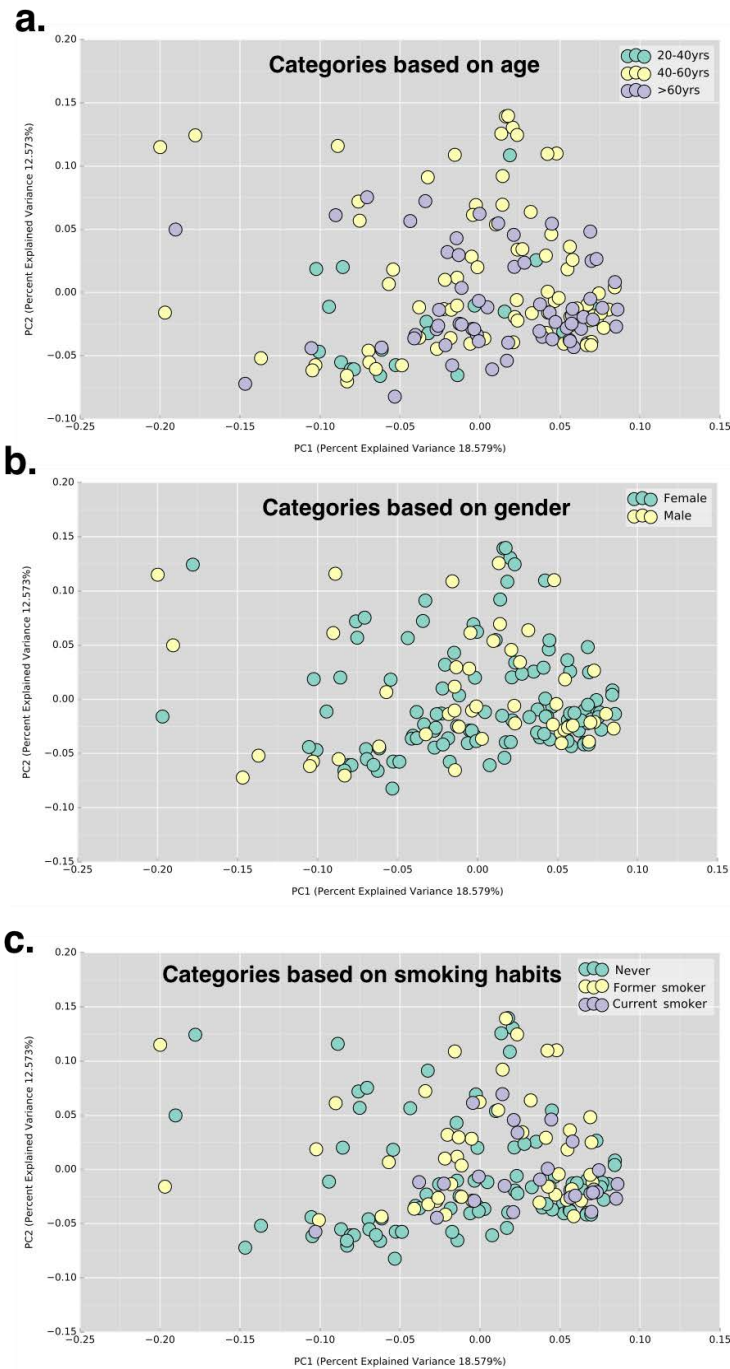 a.
Categories based on age
20-40yrs
40-60yrs
>60yrs
0.20
0.15
0.10
0.05
0.00
−0.05
−0.10
−0.25
−0.20
−0.15
−0.10
−0.05
0.00
0.05
0.10
0.15
PC2 (Percent Explained Variance 12.573%)
PC1 (Percent Explained Variance 18.579%)
b.
Categories based on gender
Female
Male
0.20
0.15
0.10
0.05
0.00
−0.05
−0.10
−0.15
−0.25
−0.20
−0.15
−0.10
−0.05
0.00
0.05
0.10
0.15
PC2 (Percent Explained Variance 12.573%)
PC1 (Percent Explained Variance 18.579%)
c.
Categories based on smoking habits
Never
Former smoker
Current smoker
0.20
0.15
0.10
0.05
0.00
−0.05
−0.10
−0.15
−0.25
−0.20
−0.15
−0.10
−0.05
0.00
0.05
0.10
0.15
PC2 (Percent Explained Variance 12.573%)
PC1 (Percent Explained Variance 18.579%)